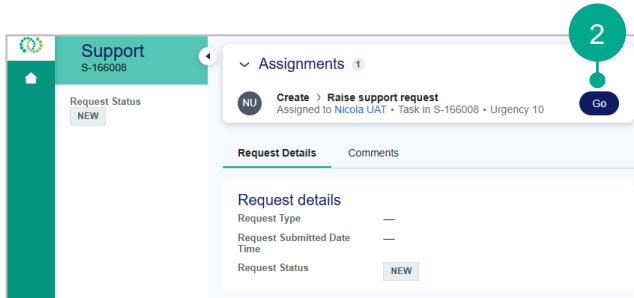 2
Support
S-166008
Assignments 1
Request Status
NEW
NU
Create > Raise support request
Assigned to Nicola UAT • Task in S-166008 • Urgency 10
Go
Request Details Comments
Request details
Request Type —
Request Submitted Date
Time —
Request Status NEW